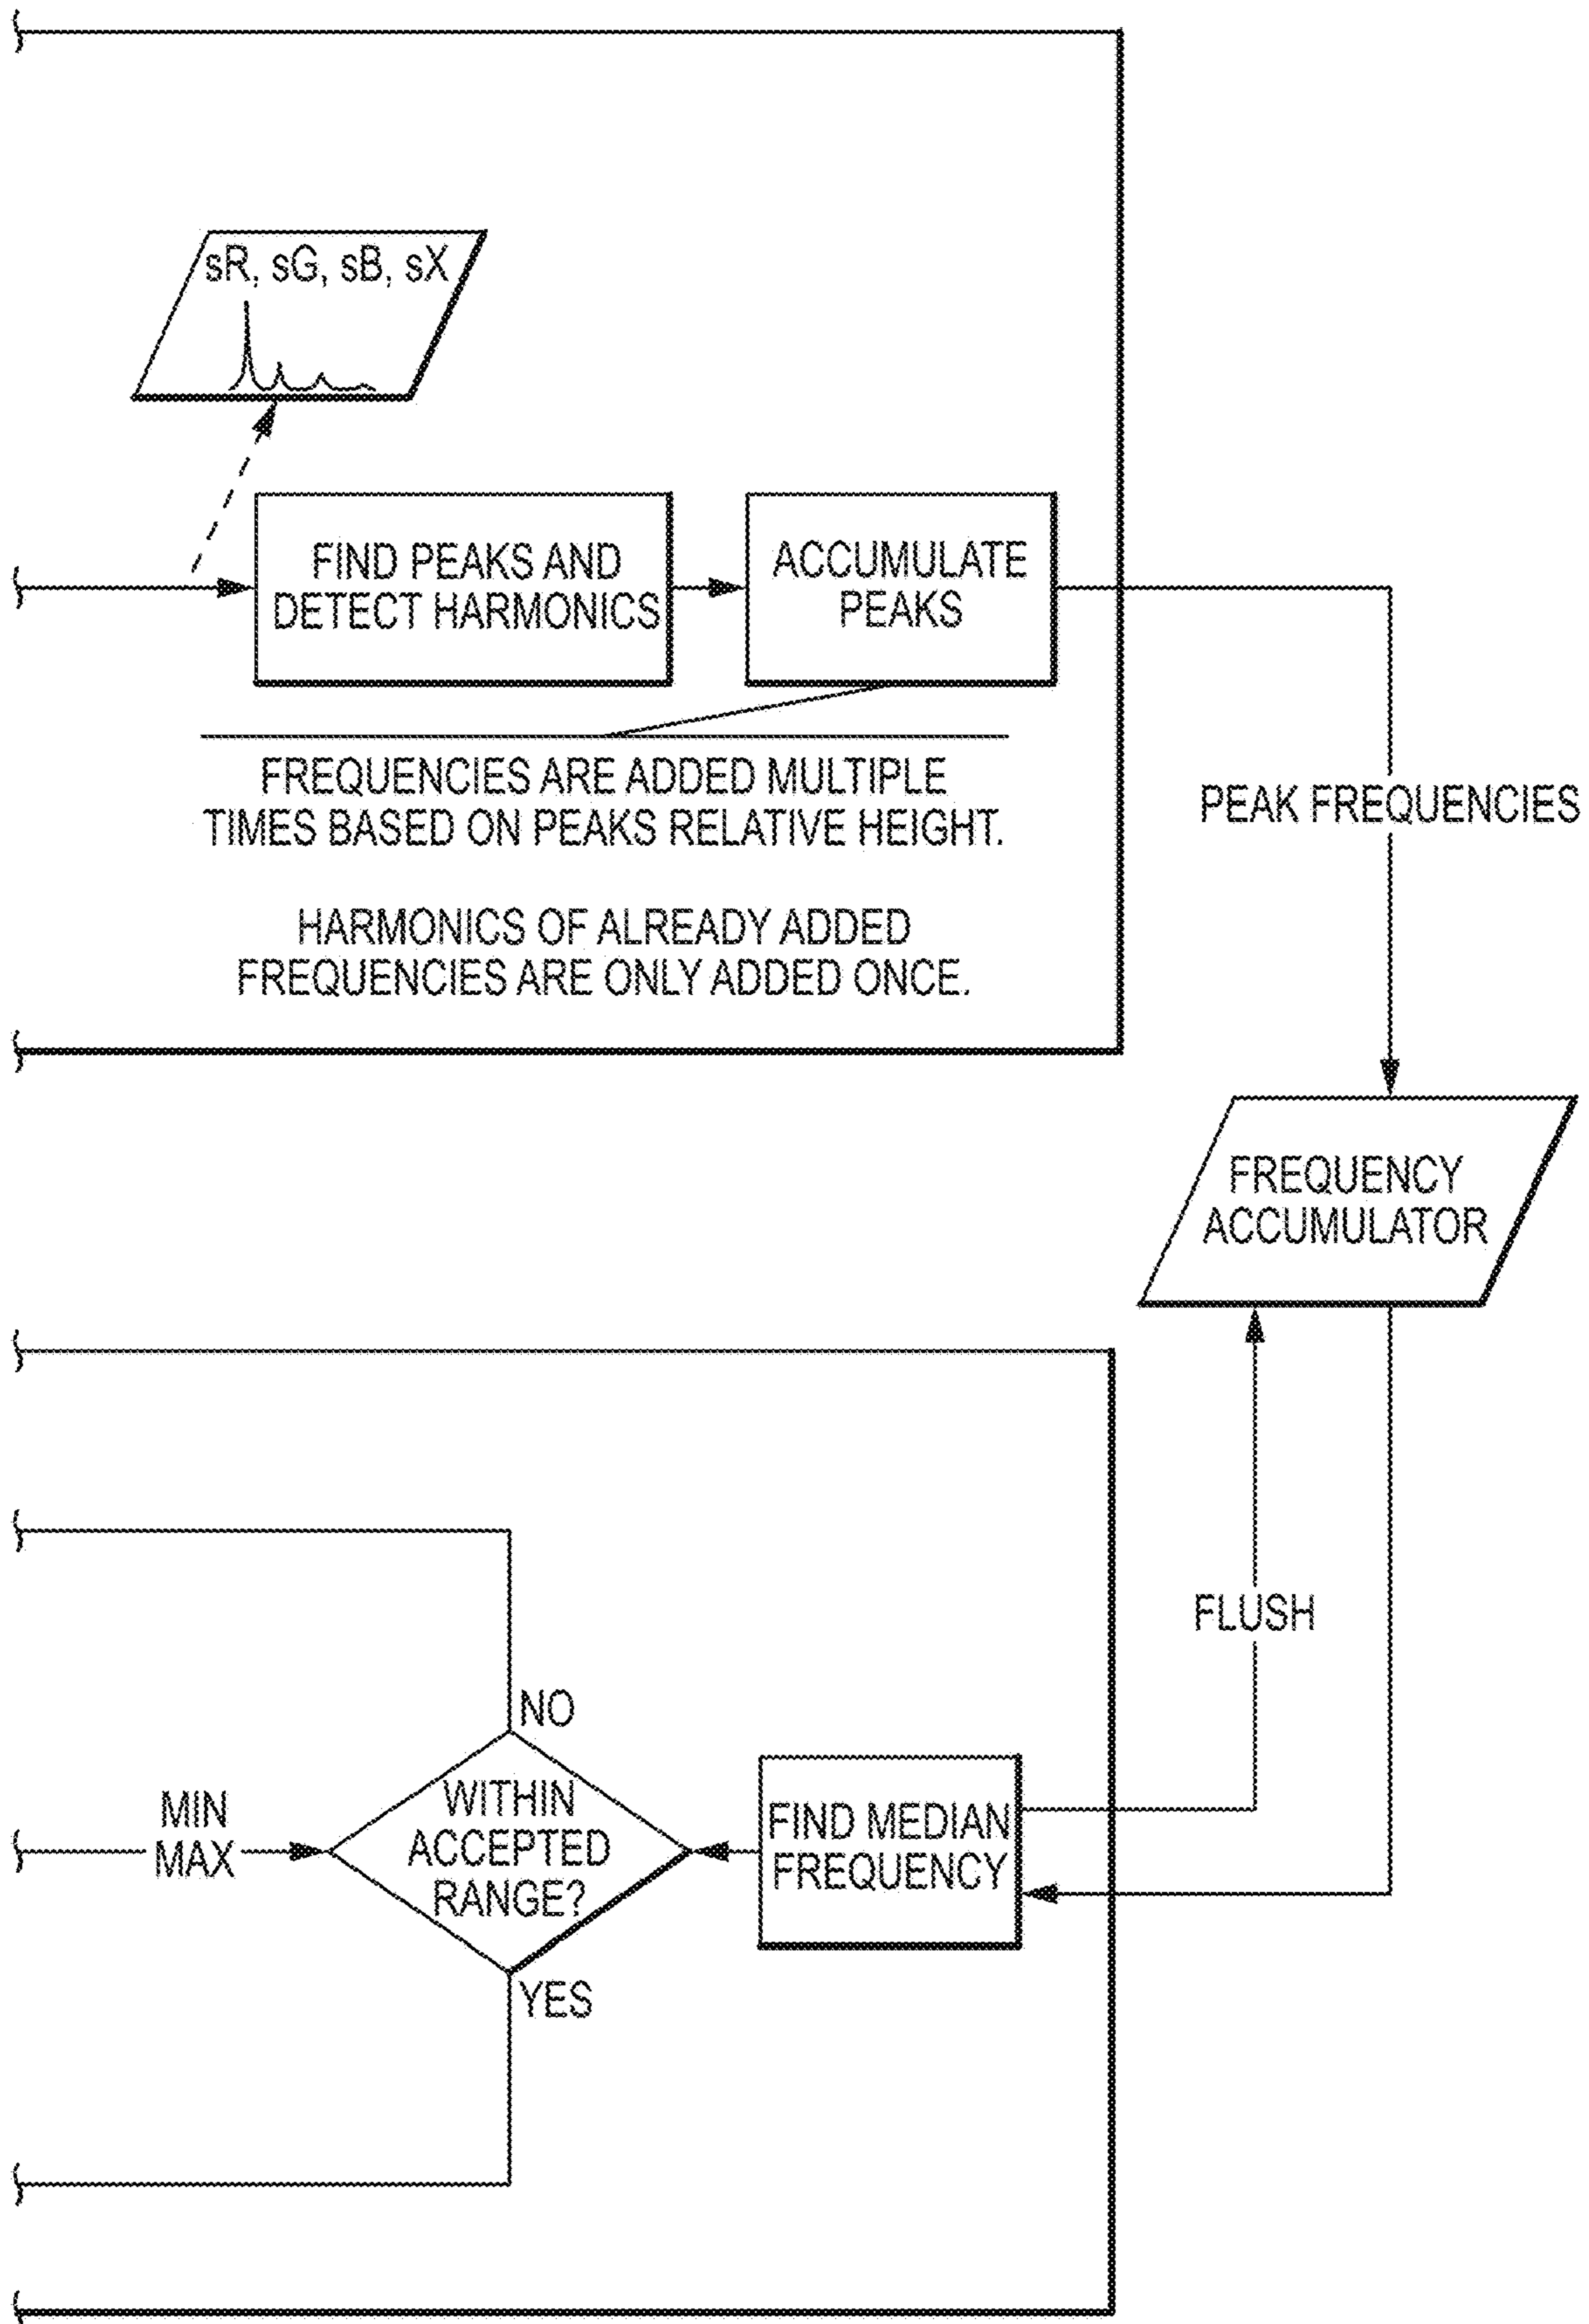 sR, sG, sB, sX
FIND PEAKS AND
DETECT HARMONICS
ACCUMULATE
PEAKS
FREQUENCIES ARE ADDED MULTIPLE
TIMES BASED ON PEAKS RELATIVE HEIGHT.
HARMONICS OF ALREADY ADDED
FREQUENCIES ARE ONLY ADDED ONCE.
PEAK FREQUENCIES
FREQUENCY
ACCUMULATOR
FLUSH
NO
MIN
MAX
WITHIN
ACCEPTED
RANGE?
FIND MEDIAN
FREQUENCY
YES